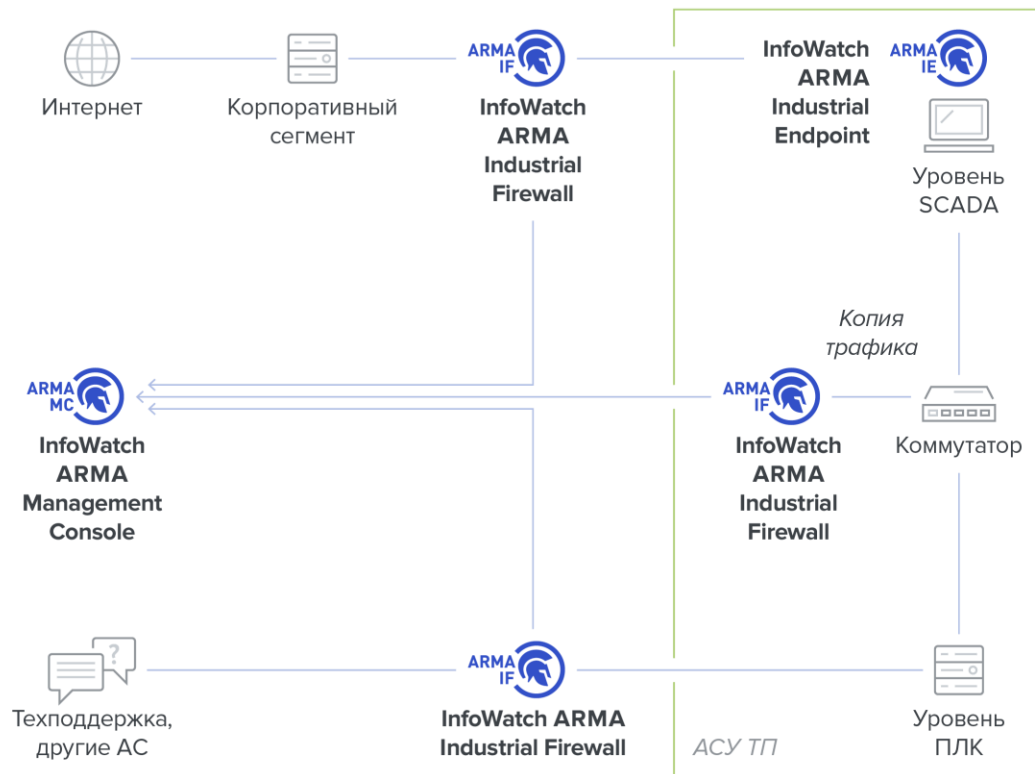 ARMA
IF
InfoWatch
ARMA
Industrial
Endpoint
ARMA
IE
Интернет
Корпоративный
сегмент
InfoWatch
ARMA
Industrial
Firewall
Уровень
SCADA
Копия
трафика
ARMA
MC
InfoWatch
ARMA
Management
Console
ARMA
IF
InfoWatch
ARMA
Industrial
Firewall
Коммутатор
?
Техподдержка,
другие АС
ARMA
IF
InfoWatch ARMA
Industrial Firewall
АСУ ТП
Уровень
ПЛК